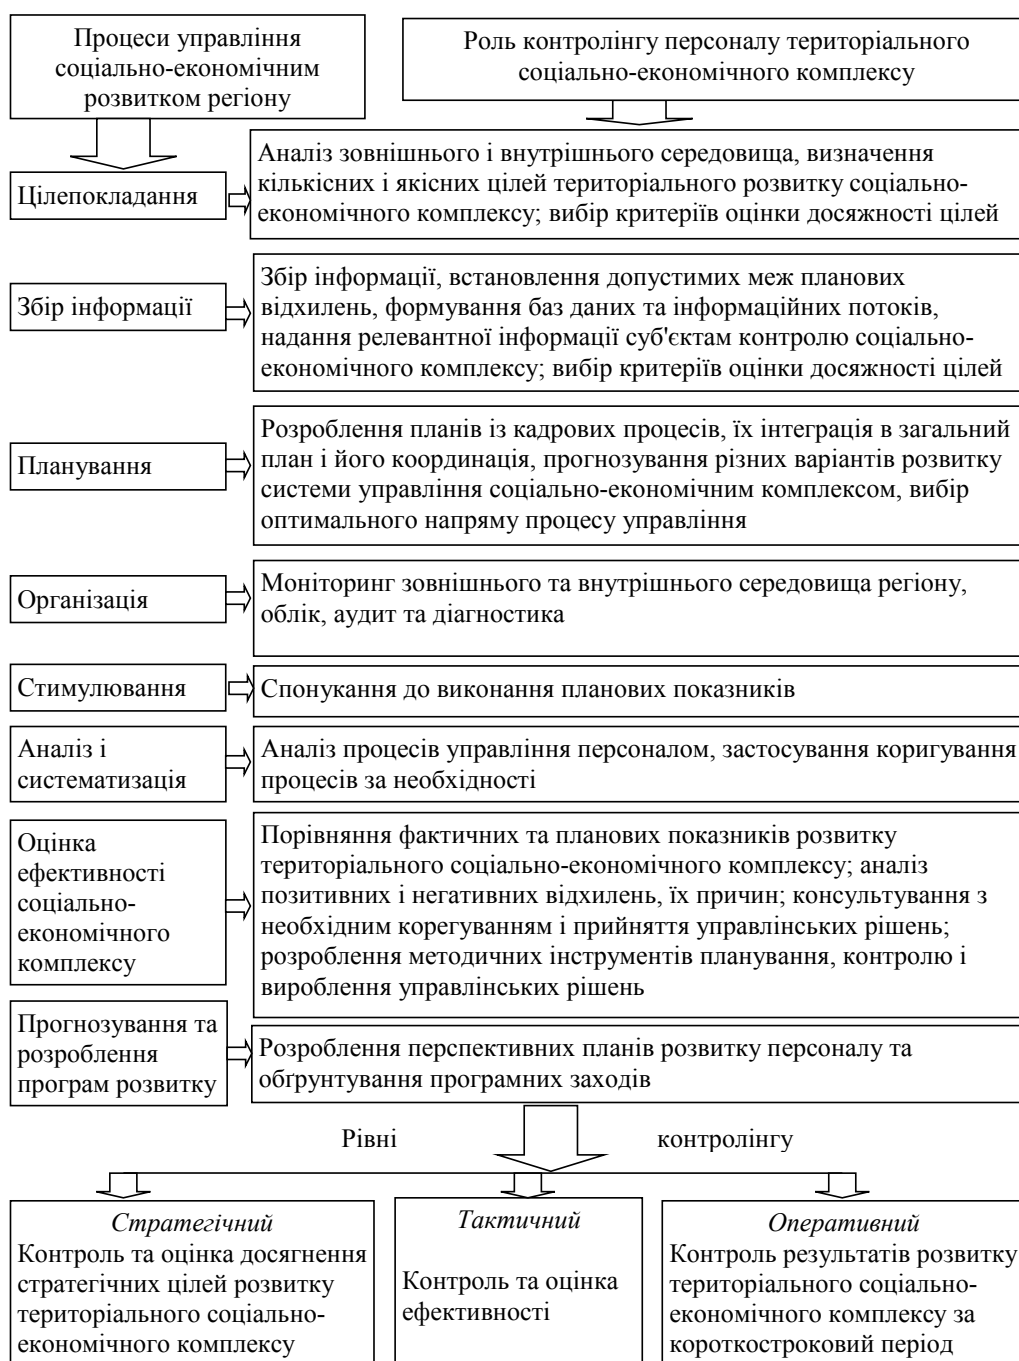 Процеси управління
соціально-економічним
розвитком регіону
Роль контролінгу персоналу територіального
соціально-економічного комплексу
Цілепокладання
Аналіз зовнішнього і внутрішнього середовища, визначення
кількісних і якісних цілей територіального розвитку соціально-
економічного комплексу; вибір критеріїв оцінки досяжності цілей
Збір інформації
Збір інформації, встановлення допустимих меж планових
відхилень, формування баз даних та інформаційних потоків,
надання релевантної інформації суб'єктам контролю соціально-
економічного комплексу; вибір критеріїв оцінки досяжності цілей
Планування
Розроблення планів із кадрових процесів, їх інтеграція в загальний
план і його координація, прогнозування різних варіантів розвитку
системи управління соціально-економічним комплексом, вибір
оптимального напряму процесу управління
Організація
Моніторинг зовнішнього та внутрішнього середовища регіону,
облік, аудит та діагностика
Стимулювання
Спонукання до виконання планових показників
Аналіз і
систематизація
Аналіз процесів управління персоналом, застосування коригування
процесів за необхідності
Оцінка
ефективності
соціально-
економічного
комплексу
Порівняння фактичних та планових показників розвитку
територіального соціально-економічного комплексу; аналіз
позитивних і негативних відхилень, їх причин; консультування з
необхідним корегуванням і прийняття управлінських рішень;
розроблення методичних інструментів планування, контролю і
вироблення управлінських рішень
Прогнозування та
розроблення
програм розвитку
Розроблення перспективних планів розвитку персоналу та
обґрунтування програмних заходів
Рівні контролінгу
Стратегічний
Контроль та оцінка досягнення
стратегічних цілей розвитку
територіального соціально-
економічного комплексу
Тактичний
Контроль та оцінка
ефективності
Оперативний
Контроль результатів розвитку
територіального соціально-
економічного комплексу за
короткостроковий період